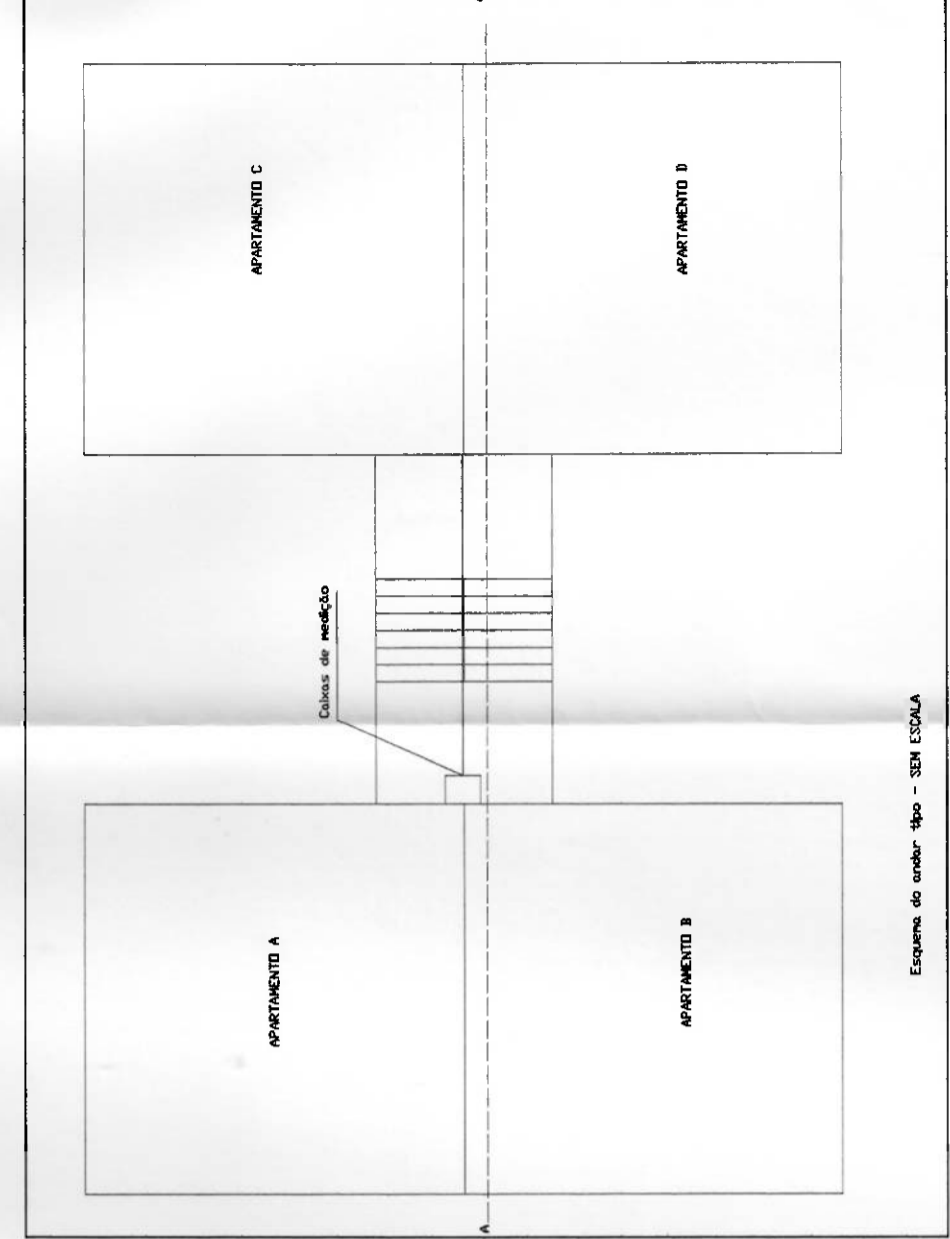 APARTAMENTO C
APARTAMENTO D
Caixas de medição
APARTAMENTO A
APARTAMENTO B
A
Esquema do andar tipo - SEM ESCALA